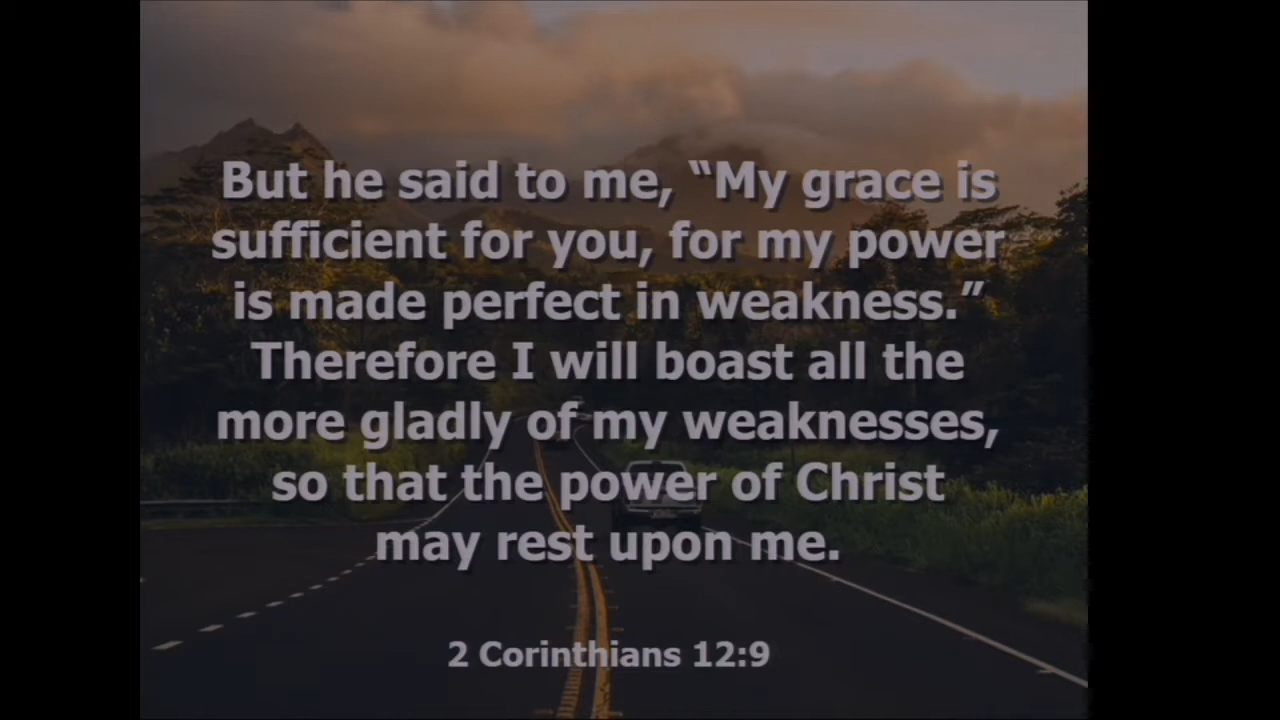 But he said to me, “My grace is
sufficient for you, for my power
is made perfect in weakness.”
Therefore I will boast all the
more gladly of my weaknesses,
so that the power of Christ
may rest upon me.
2 Corinthians 12:9